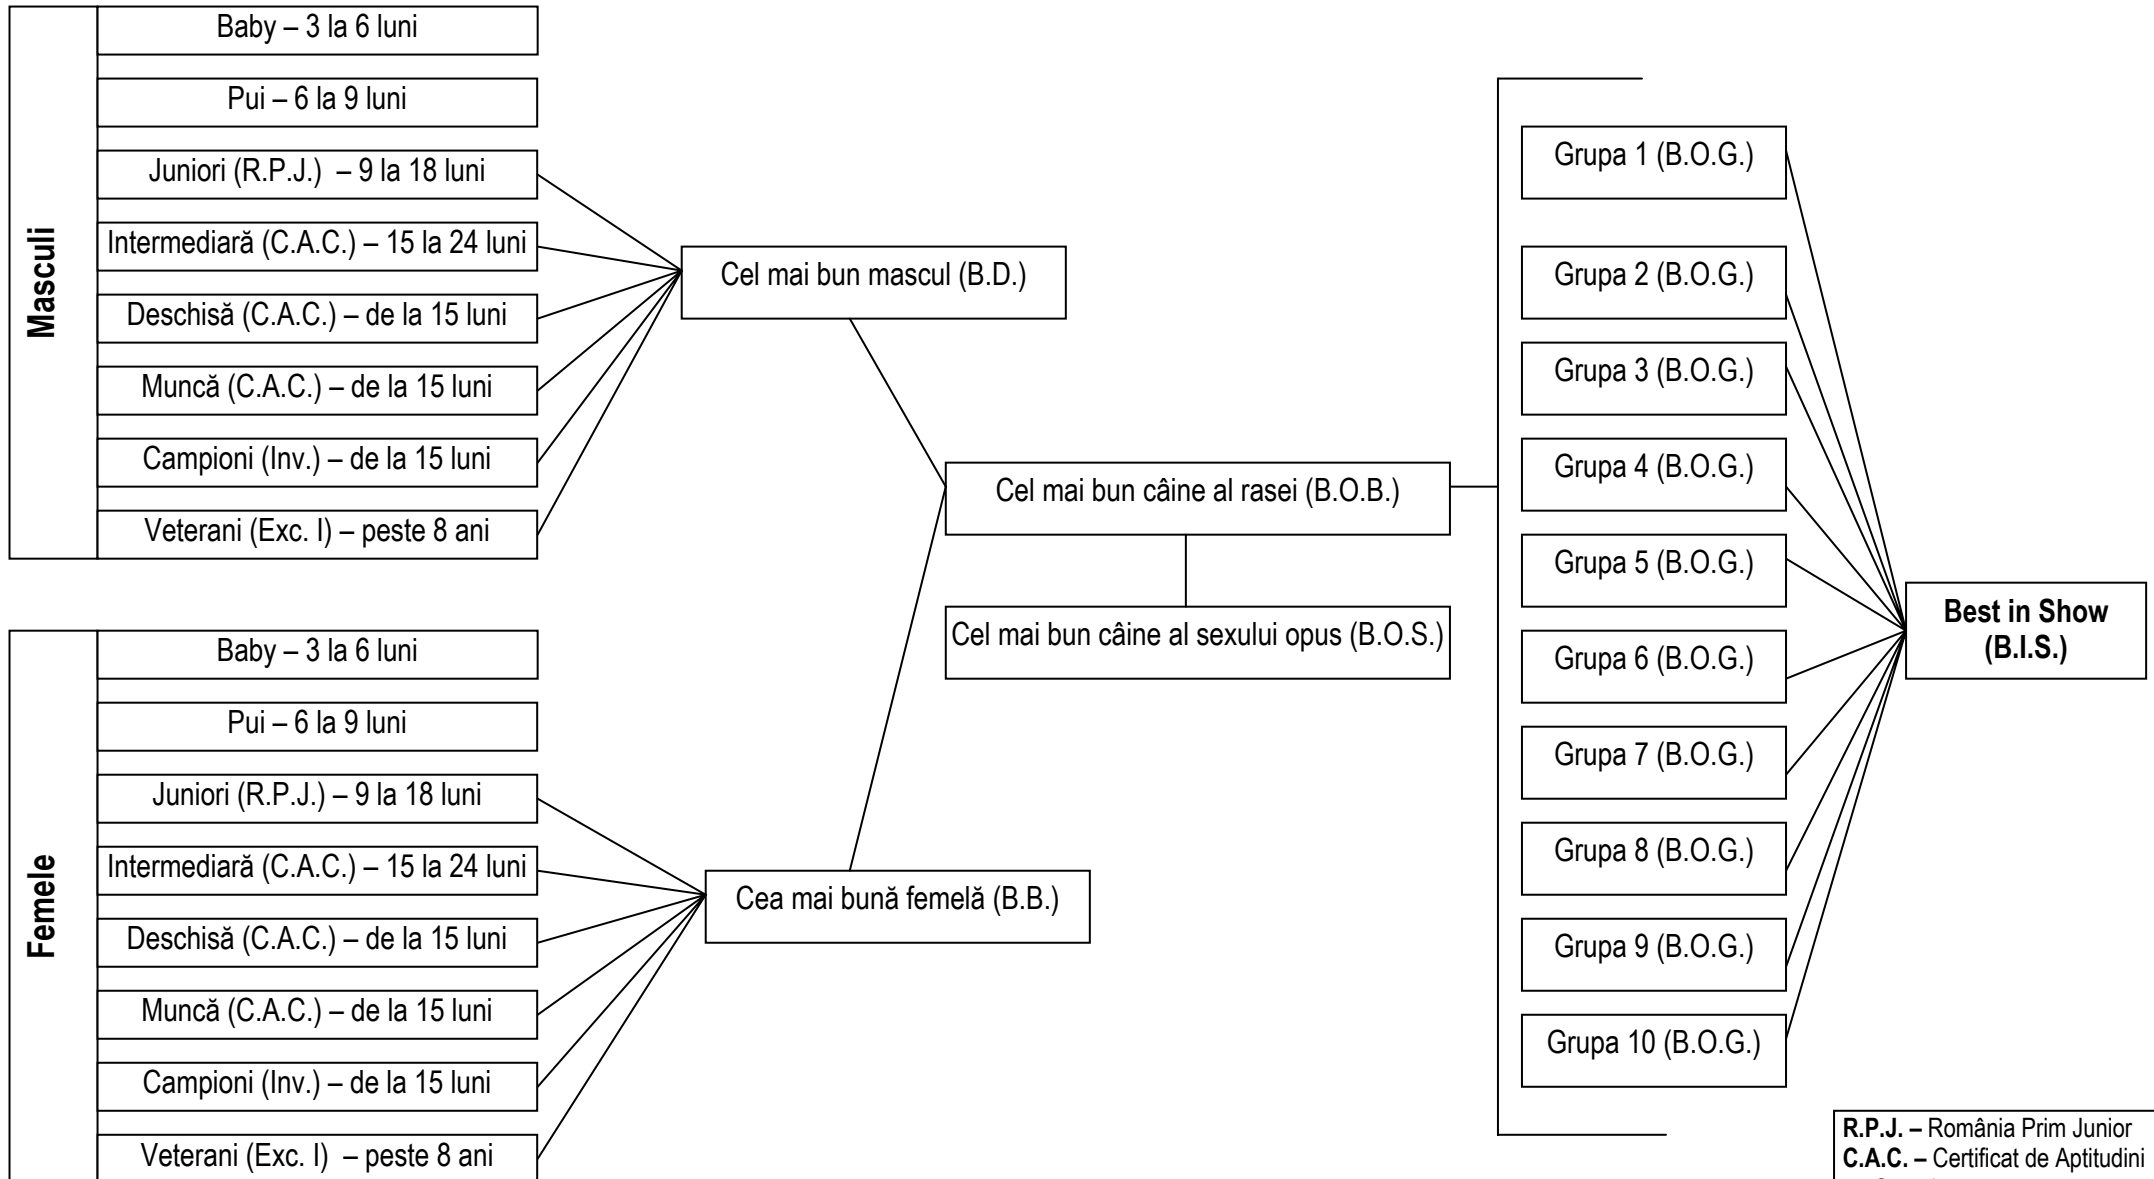 Masculi
Baby – 3 la 6 luni
Pui – 6 la 9 luni
Juniori (R.P.J.) – 9 la 18 luni
Intermediară (C.A.C.) – 15 la 24 luni
Deschisă (C.A.C.) – de la 15 luni
Muncă (C.A.C.) – de la 15 luni
Campioni (Inv.) – de la 15 luni
Veterani (Exc. I) – peste 8 ani
Femele
Baby – 3 la 6 luni
Pui – 6 la 9 luni
Juniori (R.P.J.) – 9 la 18 luni
Intermediară (C.A.C.) – 15 la 24 luni
Deschisă (C.A.C.) – de la 15 luni
Muncă (C.A.C.) – de la 15 luni
Campioni (Inv.) – de la 15 luni
Veterani (Exc. I) – peste 8 ani
Cel mai bun mascul (B.D.)
Cea mai bună femelă (B.B.)
Cel mai bun câine al rasei (B.O.B.)
Cel mai bun câine al sexului opus (B.O.S.)
Grupa 1 (B.O.G.)
Grupa 2 (B.O.G.)
Grupa 3 (B.O.G.)
Grupa 4 (B.O.G.)
Grupa 5 (B.O.G.)
Grupa 6 (B.O.G.)
Grupa 7 (B.O.G.)
Grupa 8 (B.O.G.)
Grupa 9 (B.O.G.)
Grupa 10 (B.O.G.)
Best in Show
(B.I.S.)
R.P.J. – România Prim Junior
C.A.C. – Certificat de Aptitudini